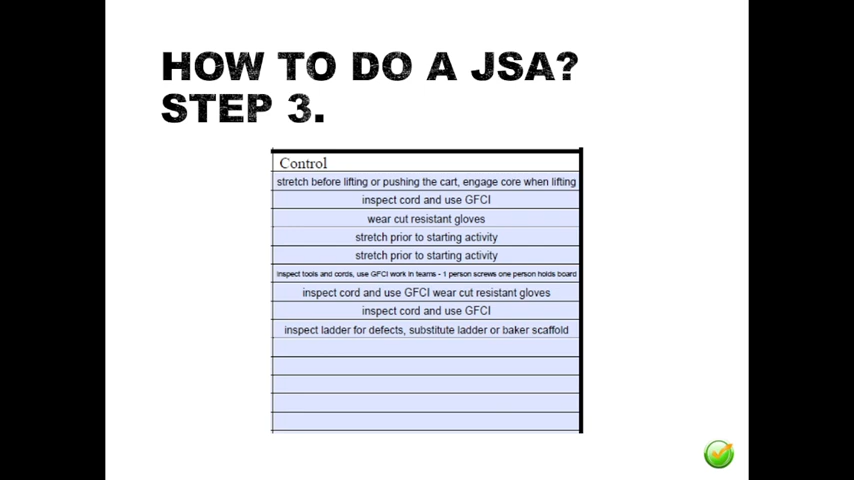 HOW TO DO A JSA?
STEP 3.
Control
stretch before lifting or pushing the cart, engage core when lifting
inspect cord and use GFCI
wear cut resistant gloves
stretch prior to starting activity
stretch prior to starting activity
inspect tools and cords, use GFCI work in teams - 1 person screws one person holds board
inspect cord and use GFCI wear cut resistant gloves
inspect cord and use GFCI
inspect ladder for defects, substitute ladder or baker scaffold